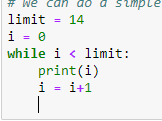 # We can do a simple
limit = 14
i = 0
while i < limit:
    print(i)
    i = i+1